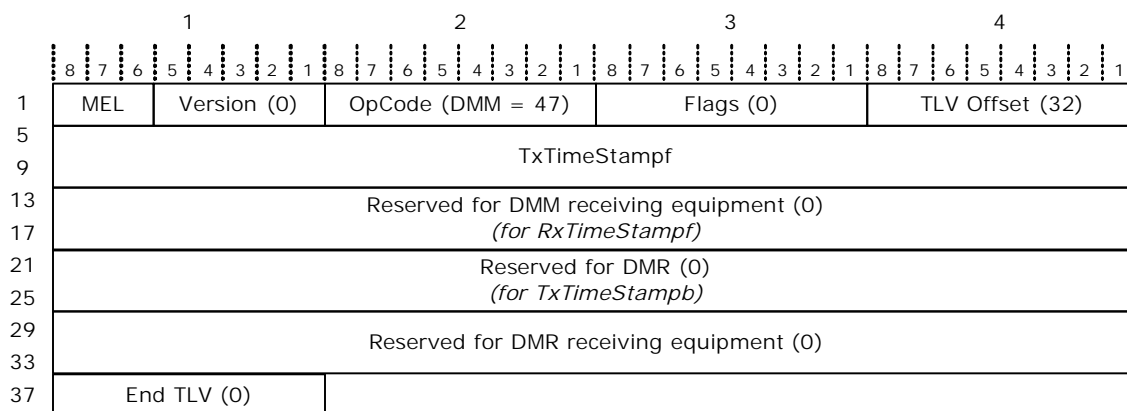 1 2 3 4
8 7 6 5 4 3 2 1 8 7 6 5 4 3 2 1 8 7 6 5 4 3 2 1 8 7 6 5 4 3 2 1
1 MEL Version (0) OpCode (DMM = 47) Flags (0) TLV Offset (32)
5
TxTimeStampf
9
13 Reserved for DMM receiving equipment (0)
17 (for RxTimeStampf)
21 Reserved for DMR (0)
25 (for TxTimeStampb)
29
Reserved for DMR receiving equipment (0)
33
37 End TLV (0)